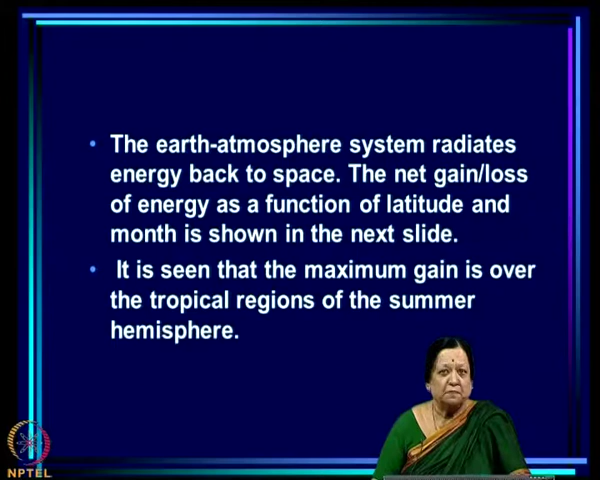 • The earth-atmosphere system radiates
energy back to space. The net gain/loss
of energy as a function of latitude and
month is shown in the next slide.
• It is seen that the maximum gain is over
the tropical regions of the summer
hemisphere.
NPTEL